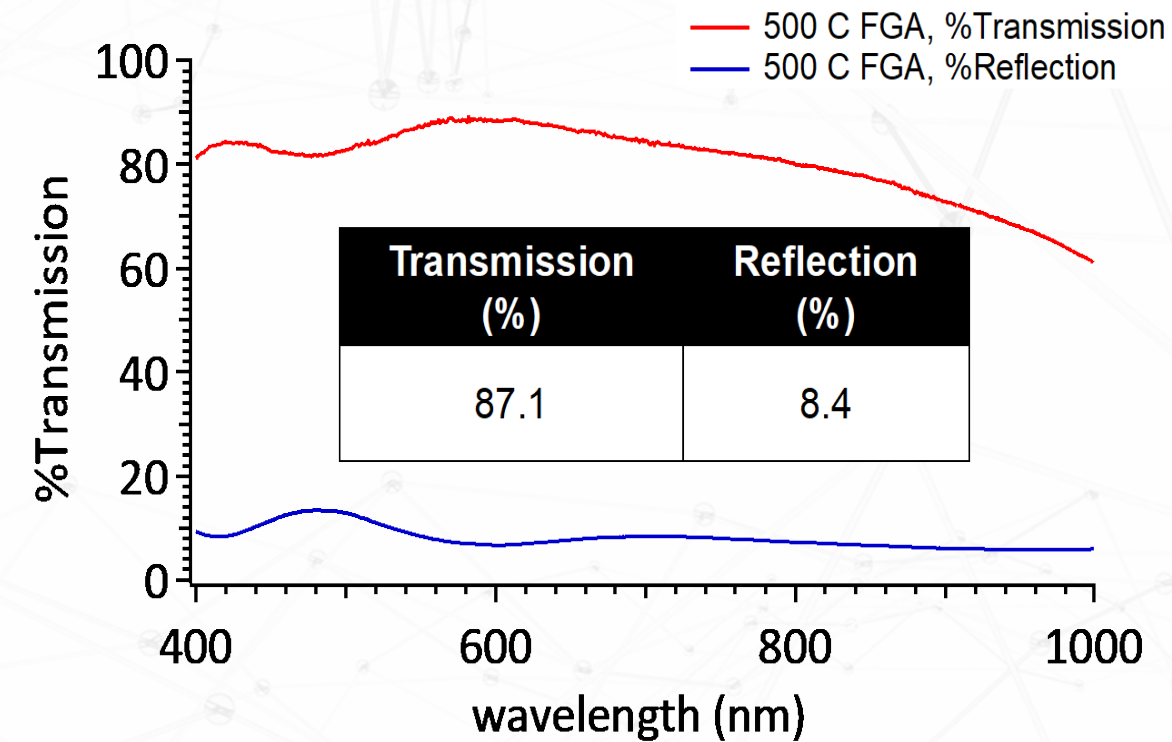 500 C FGA, %Transmission
500 C FGA, %Reflection
100
80
60
40
20
0
%Transmission
Transmission (%)
Reflection (%)
87.1
8.4
400
600
800
1000
wavelength (nm)